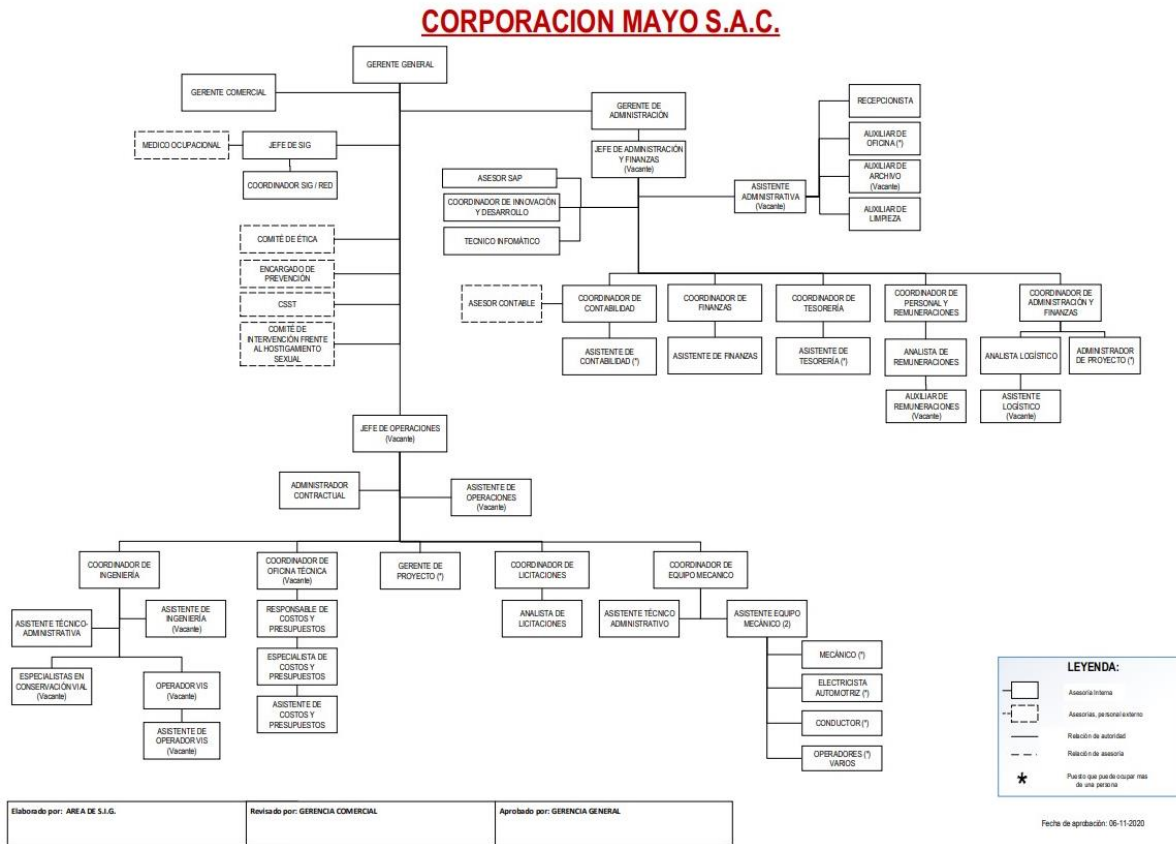 CORPORACION MAYO S.A.C.
GERENTE GENERAL
GERENTE COMERCIAL
GERENTE DE
ADMINISTRACIÓN
RECEPCIONISTA
MEDICO OCUPACIONAL
JEFE DE SIG
JEFE DE ADMINISTRACIÓN
Y FINANZAS
(Vacante)
AUXILIAR DE
OFICINA (*)
COORDINADOR SIG / RED
ASESOR SAP
AUXILIAR DE
ARCHIVO
(Vacante)
COORDINADOR DE INNOVACIÓN
Y DESARROLLO
ASISTENTE
ADMINISTRATIVA
(Vacante)
AUXILIAR DE
LIMPIEZA
TECNICO INFOMÀTICO
COMITÉ DE ÉTICA
ENCARGADO DE
PREVENCIÓN
CSST
COMITÉ DE
INTERVENCIÓN FRENTE
AL HOSTIGAMIENTO
SEXUAL
ASESOR CONTABLE
COORDINADOR DE
CONTABILIDAD
COORDINADOR DE
FINANZAS
COORDINADOR DE
TESORERÍA
COORDINADOR DE
PERSONAL Y
REMUNERACIONES
COORDINADOR DE
ADMINISTRACIÓN Y
FINANZAS
ASISTENTE DE
CONTABILIDAD (*)
ASISTENTE DE FINANZAS
ASISTENTE DE
TESORERÍA (*)
ANALISTA DE
REMUNERACIONES
ANALISTA LOGÍSTICO
ADMINISTRADOR
DE PROYECTO (*)
AUXILIAR DE
REMUNERACIONES
(Vacante)
ASISTENTE
LOGÍSTICO
(Vacante)
JEFE DE OPERACIONES
(Vacante)
ADMINISTRADOR
CONTRACTUAL
ASISTENTE DE
OPERACIONES
(Vacante)
COORDINADOR DE
INGENIERÍA
COORDINADOR DE
OFICINA TÉCNICA
(Vacante)
GERENTE DE
PROYECTO (*)
COORDINADOR DE
LICITACIONES
COORDINADOR DE
EQUIPO MECANICO
ASISTENTE TÉCNICO-
ADMINISTRATIVA
ASISTENTE DE
INGENIERÍA
(Vacante)
RESPONSABLE DE
COSTOS Y
PRESUPUESTOS
ANALISTA DE
LICITACIONES
ASISTENTE TÉCNICO
ADMINISTRATIVO
ASISTENTE EQUIPO
MECÁNICO (2)
ESPECIALISTAS EN
CONSERVACIÓN VIAL
(Vacante)
OPERADOR VIS
(Vacante)
ESPECIALISTA DE
COSTOS Y
PRESUPUESTOS
MECÁNICO (*)
ELECTRICISTA
AUTOMOTRIZ (*)
ASISTENTE DE
OPERADOR VIS
(Vacante)
ASISTENTE DE
COSTOS Y
PRESUPUESTOS
CONDUCTOR (*)
OPERADORES (*)
VARIOS
LEYENDA:
Asesoría Interna
Asesorías, personal externo
Relación de autoridad
Relación de asesoría
* Puesto que puede ocupar mas
de una persona
Elaborado por: AREA DE S.I.G.
Revisado por: GERENCIA COMERCIAL
Aprobado por: GERENCIA GENERAL
Fecha de aprobación: 06-11-2020